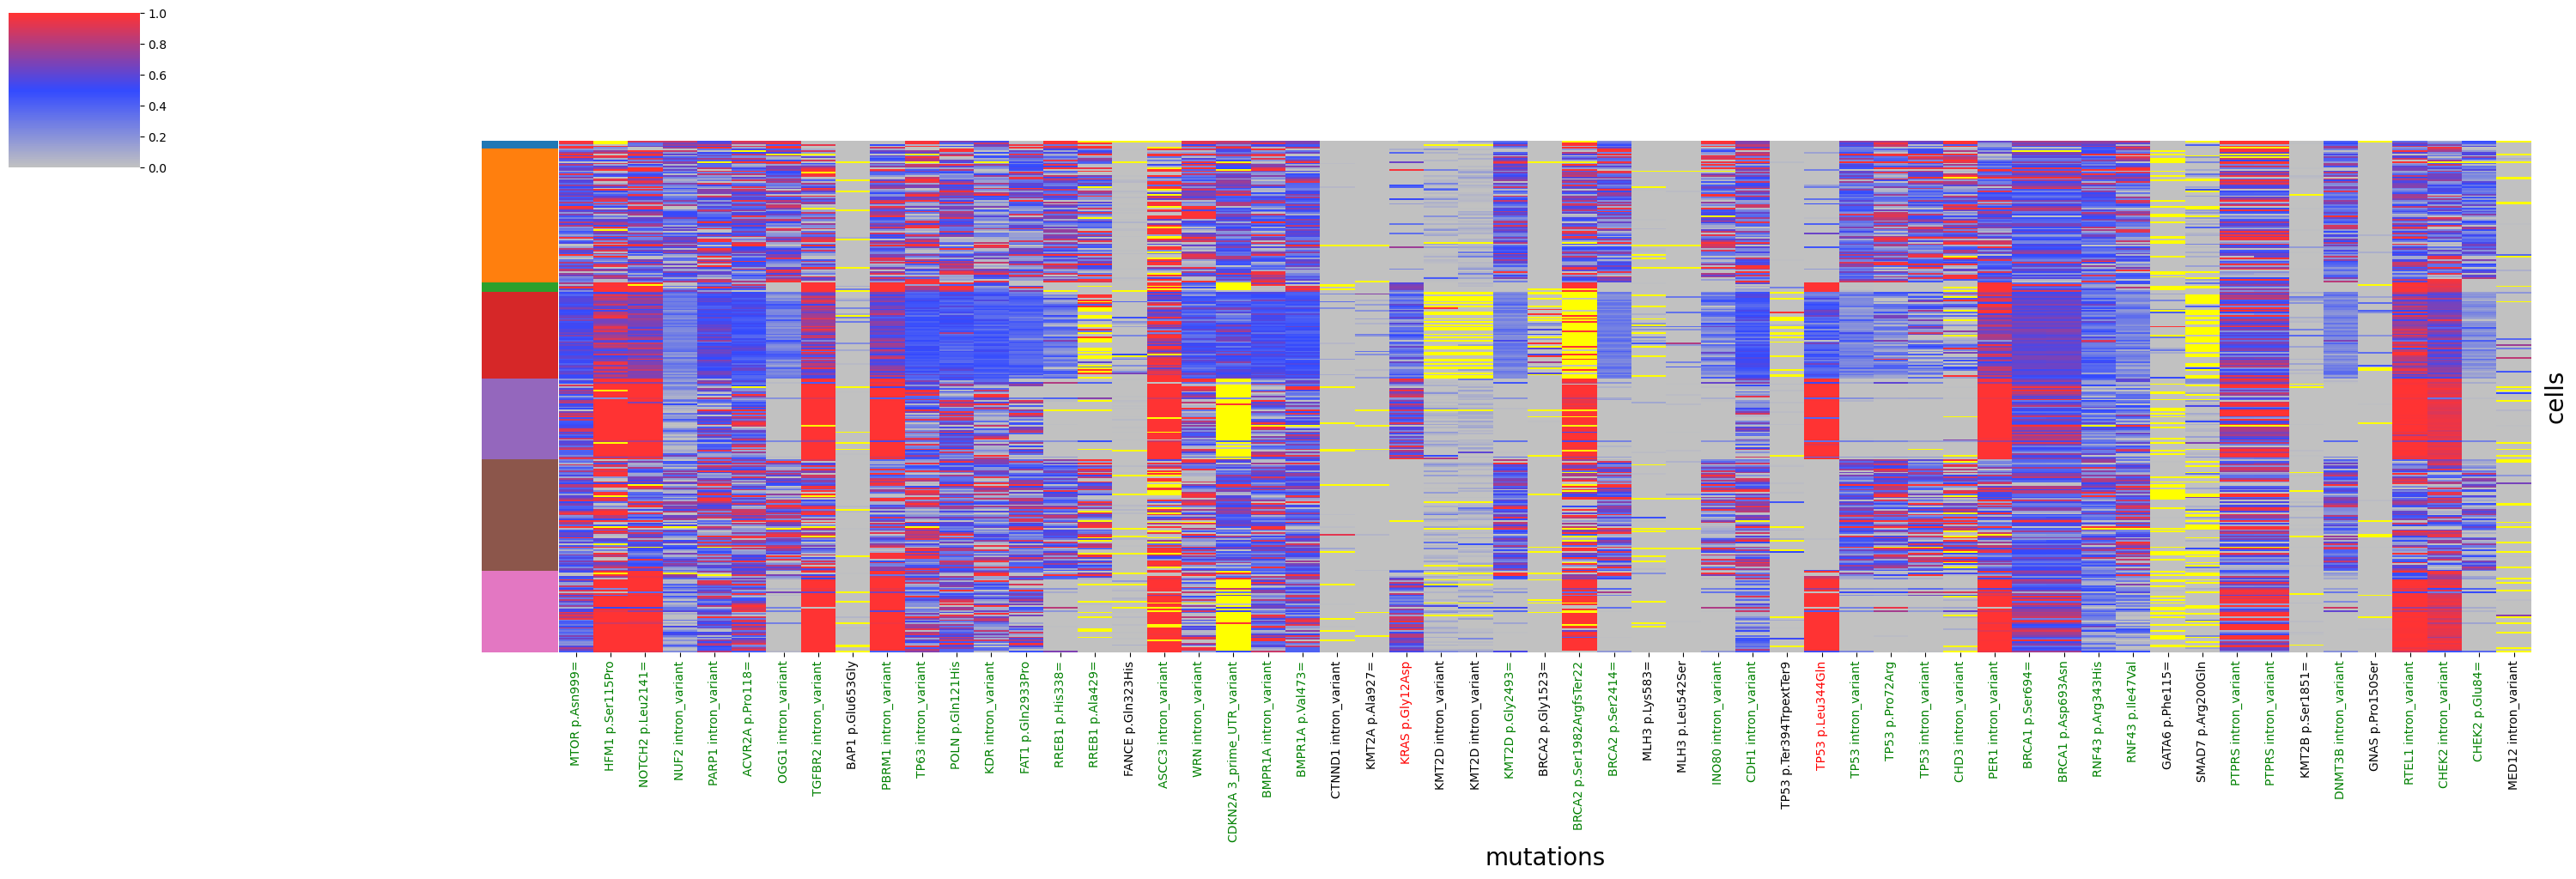 1.0
0.8
0.6
0.4
0.2
0.0
cells
MTOR p.Asn999=
HFM1 p.Ser115Pro
NOTCH2 p.Leu2141=
NUF2 intron_variant
PARP1 intron_variant
ACVR2A p.Pro118=
OGG1 intron_variant
TGFBR2 intron_variant
BAP1 p.Glu653Gly
PBRM1 intron_variant
TP63 intron_variant
POLN p.Gln121His
KDR intron_variant
FAT1 p.Gln2933Pro
RREB1 p.His338=
RREB1 p.Ala429=
FANCE p.Gln323His
ASCC3 intron_variant
WRN intron_variant
CDKN2A 3_prime_UTR_variant
BMPR1A intron_variant
BMPR1A p.Val473=
CTNND1 intron_variant
KMT2A p.Ala927=
KRAS p.Gly12Asp
KMT2D intron_variant
KMT2D intron_variant
KMT2D p.Gly2493=
BRCA2 p.Gly1523=
BRCA2 p.Ser1982ArgfsTer22
BRCA2 p.Ser2414=
MLH3 p.Lys583=
MLH3 p.Leu542Ser
INO80 intron_variant
CDH1 intron_variant
TP53 p.Ter394TrpextTer9
TP53 p.Leu344Gln
TP53 intron_variant
TP53 p.Pro72Arg
TP53 intron_variant
CHD3 intron_variant
PER1 intron_variant
BRCA1 p.Ser694=
BRCA1 p.Asp693Asn
RNF43 p.Arg343His
RNF43 p.Ile47Val
GATA6 p.Phe115=
SMAD7 p.Arg200Gln
PTPRS intron_variant
PTPRS intron_variant
KMT2B p.Ser1851=
DNMT3B intron_variant
GNAS p.Pro150Ser
RTEL1 intron_variant
CHEK2 intron_variant
CHEK2 p.Glu84=
MED12 intron_variant
mutations